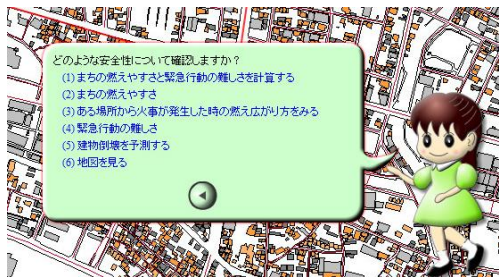 どのような安全性について確認しますか？
(1)まちの燃えやすさと緊急行動の難しさを計算する
(2)まちの燃えやすさ
(3)ある場所から火事が発生した時の燃え広がり方をみる
(4)緊急行動の難しさ
(5)建物倒壊を予測する
(6)地図を見る